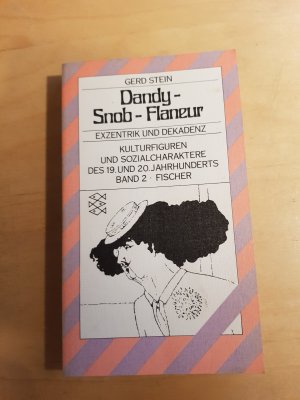 GERD STEIN
Dandy -
Snob - Flaneur
EXZENTRIK UND DEKADENZ
KULTURFIGUREN
UND SOZIALCHARAKTERE
DES 19. UND 20. JAHRHUNDERTS
BAND 2 · FISCHER